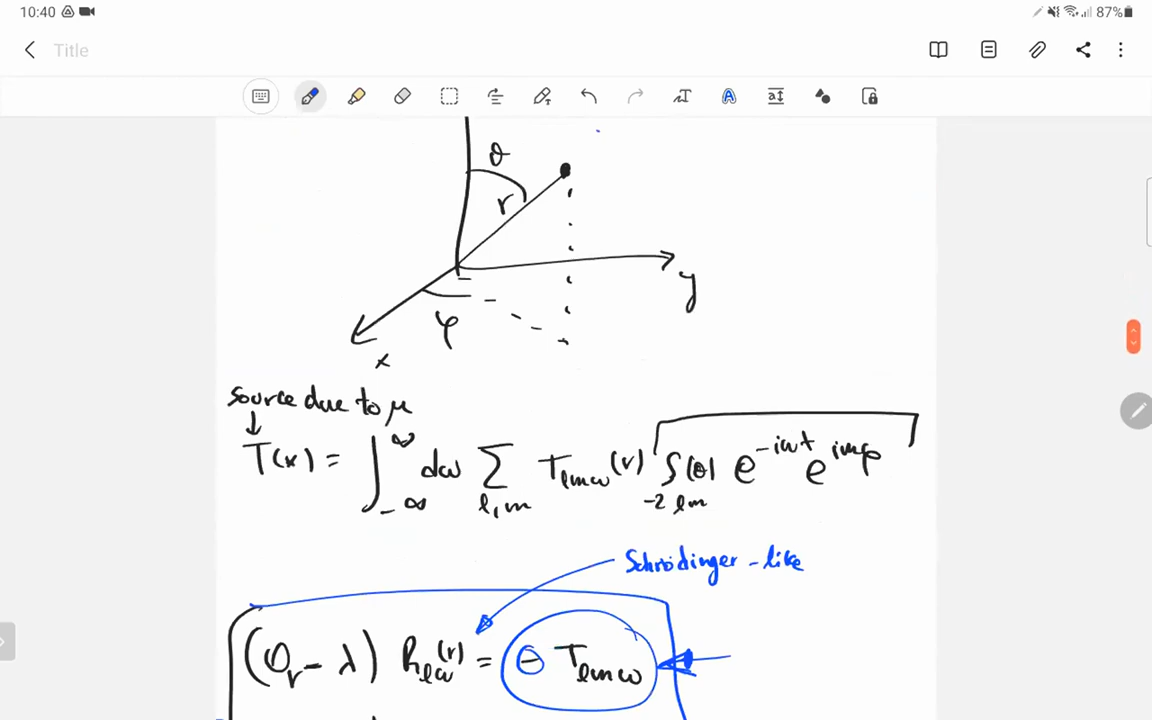 10:40 87%
Title
θ
r
y
φ
x
Source due to μ
T(x) = ∫_{-∞}^{∞} dω Σ_{l,m} T_{lmω}(r) _{-2}S_{lm}(θ) e^{-iωt} e^{imφ}
Schrödinger-like
(O_r - λ) R_{lω}(r) = ⊖ T_{lmω}